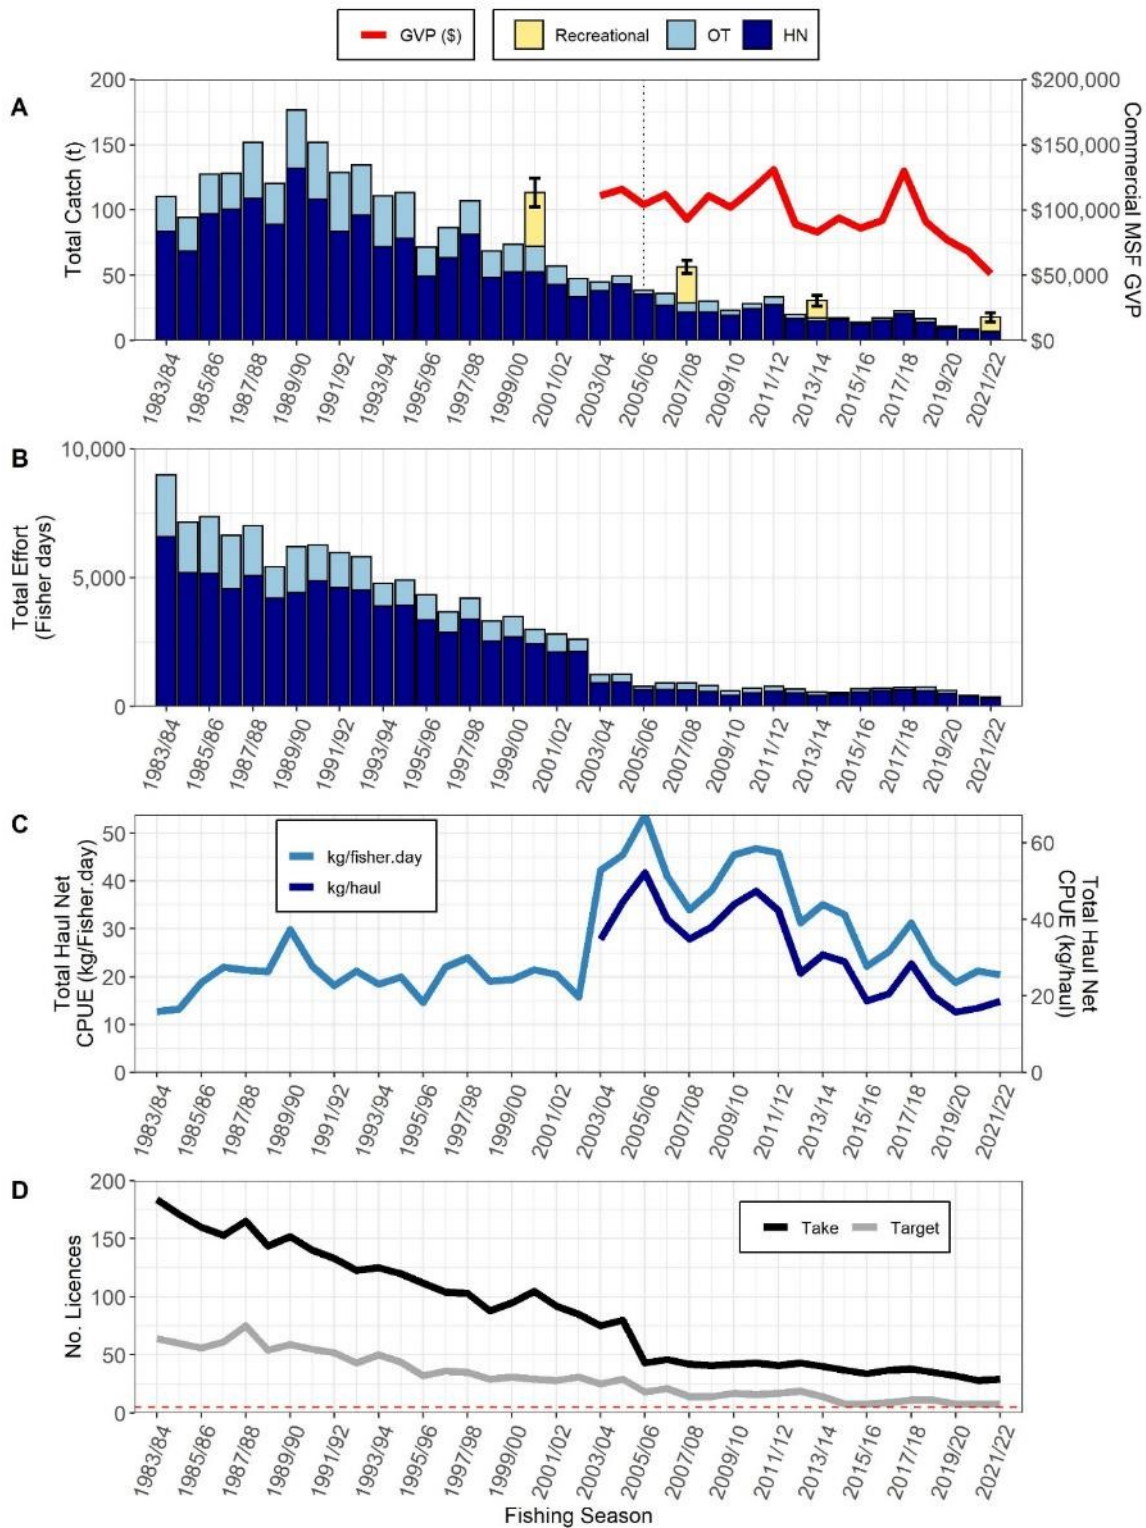 GVP ($) Recreational OT HN
A
Total Catch (t)
200
150
100
50
0
$200,000
$150,000
$100,000
$50,000
$0
Commercial MSF GVP
1983/84 1985/86 1987/88 1989/90 1991/92 1993/94 1995/96 1997/98 1999/00 2001/02 2003/04 2005/06 2007/08 2009/10 2011/12 2013/14 2015/16 2017/18 2019/20 2021/22
B
Total Effort
(Fisher days)
10,000
5,000
0
1983/84 1985/86 1987/88 1989/90 1991/92 1993/94 1995/96 1997/98 1999/00 2001/02 2003/04 2005/06 2007/08 2009/10 2011/12 2013/14 2015/16 2017/18 2019/20 2021/22
C
Total Haul Net
CPUE (kg/Fisher.day)
50
40
30
20
10
0
kg/fisher.day
kg/haul
60
40
20
0
Total Haul Net
CPUE (kg/haul)
1983/84 1985/86 1987/88 1989/90 1991/92 1993/94 1995/96 1997/98 1999/00 2001/02 2003/04 2005/06 2007/08 2009/10 2011/12 2013/14 2015/16 2017/18 2019/20 2021/22
D
No. Licences
200
150
100
50
0
Take Target
1983/84 1985/86 1987/88 1989/90 1991/92 1993/94 1995/96 1997/98 1999/00 2001/02 2003/04 2005/06 2007/08 2009/10 2011/12 2013/14 2015/16 2017/18 2019/20 2021/22
Fishing Season